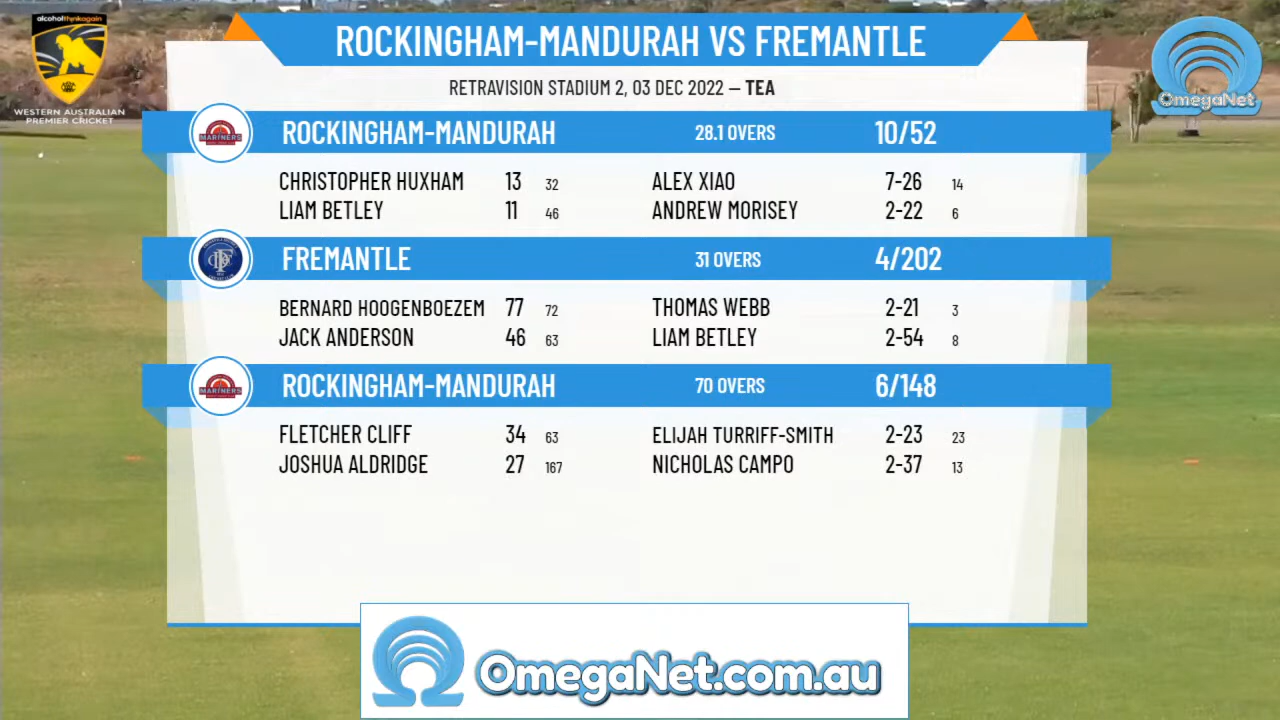 alcoholthinkagain
WESTERN AUSTRALIAN
PREMIER CRICKET
ROCKINGHAM-MANDURAH VS FREMANTLE
OmegaNet
RETRAVISION STADIUM 2, 03 DEC 2022 – TEA
MARINERS ROCKINGHAM-MANDURAH 28.1 OVERS 10/52
CHRISTOPHER HUXHAM 13 32 ALEX XIAO 7-26 14
LIAM BETLEY 11 46 ANDREW MORISEY 2-22 6
FREMANTLE 31 OVERS 4/202
BERNARD HOOGENBOEZEM 77 72 THOMAS WEBB 2-21 3
JACK ANDERSON 46 63 LIAM BETLEY 2-54 8
MARINERS ROCKINGHAM-MANDURAH 70 OVERS 6/148
FLETCHER CLIFF 34 63 ELIJAH TURRIFF-SMITH 2-23 23
JOSHUA ALDRIDGE 27 167 NICHOLAS CAMPO 2-37 13
OmegaNet.com.au